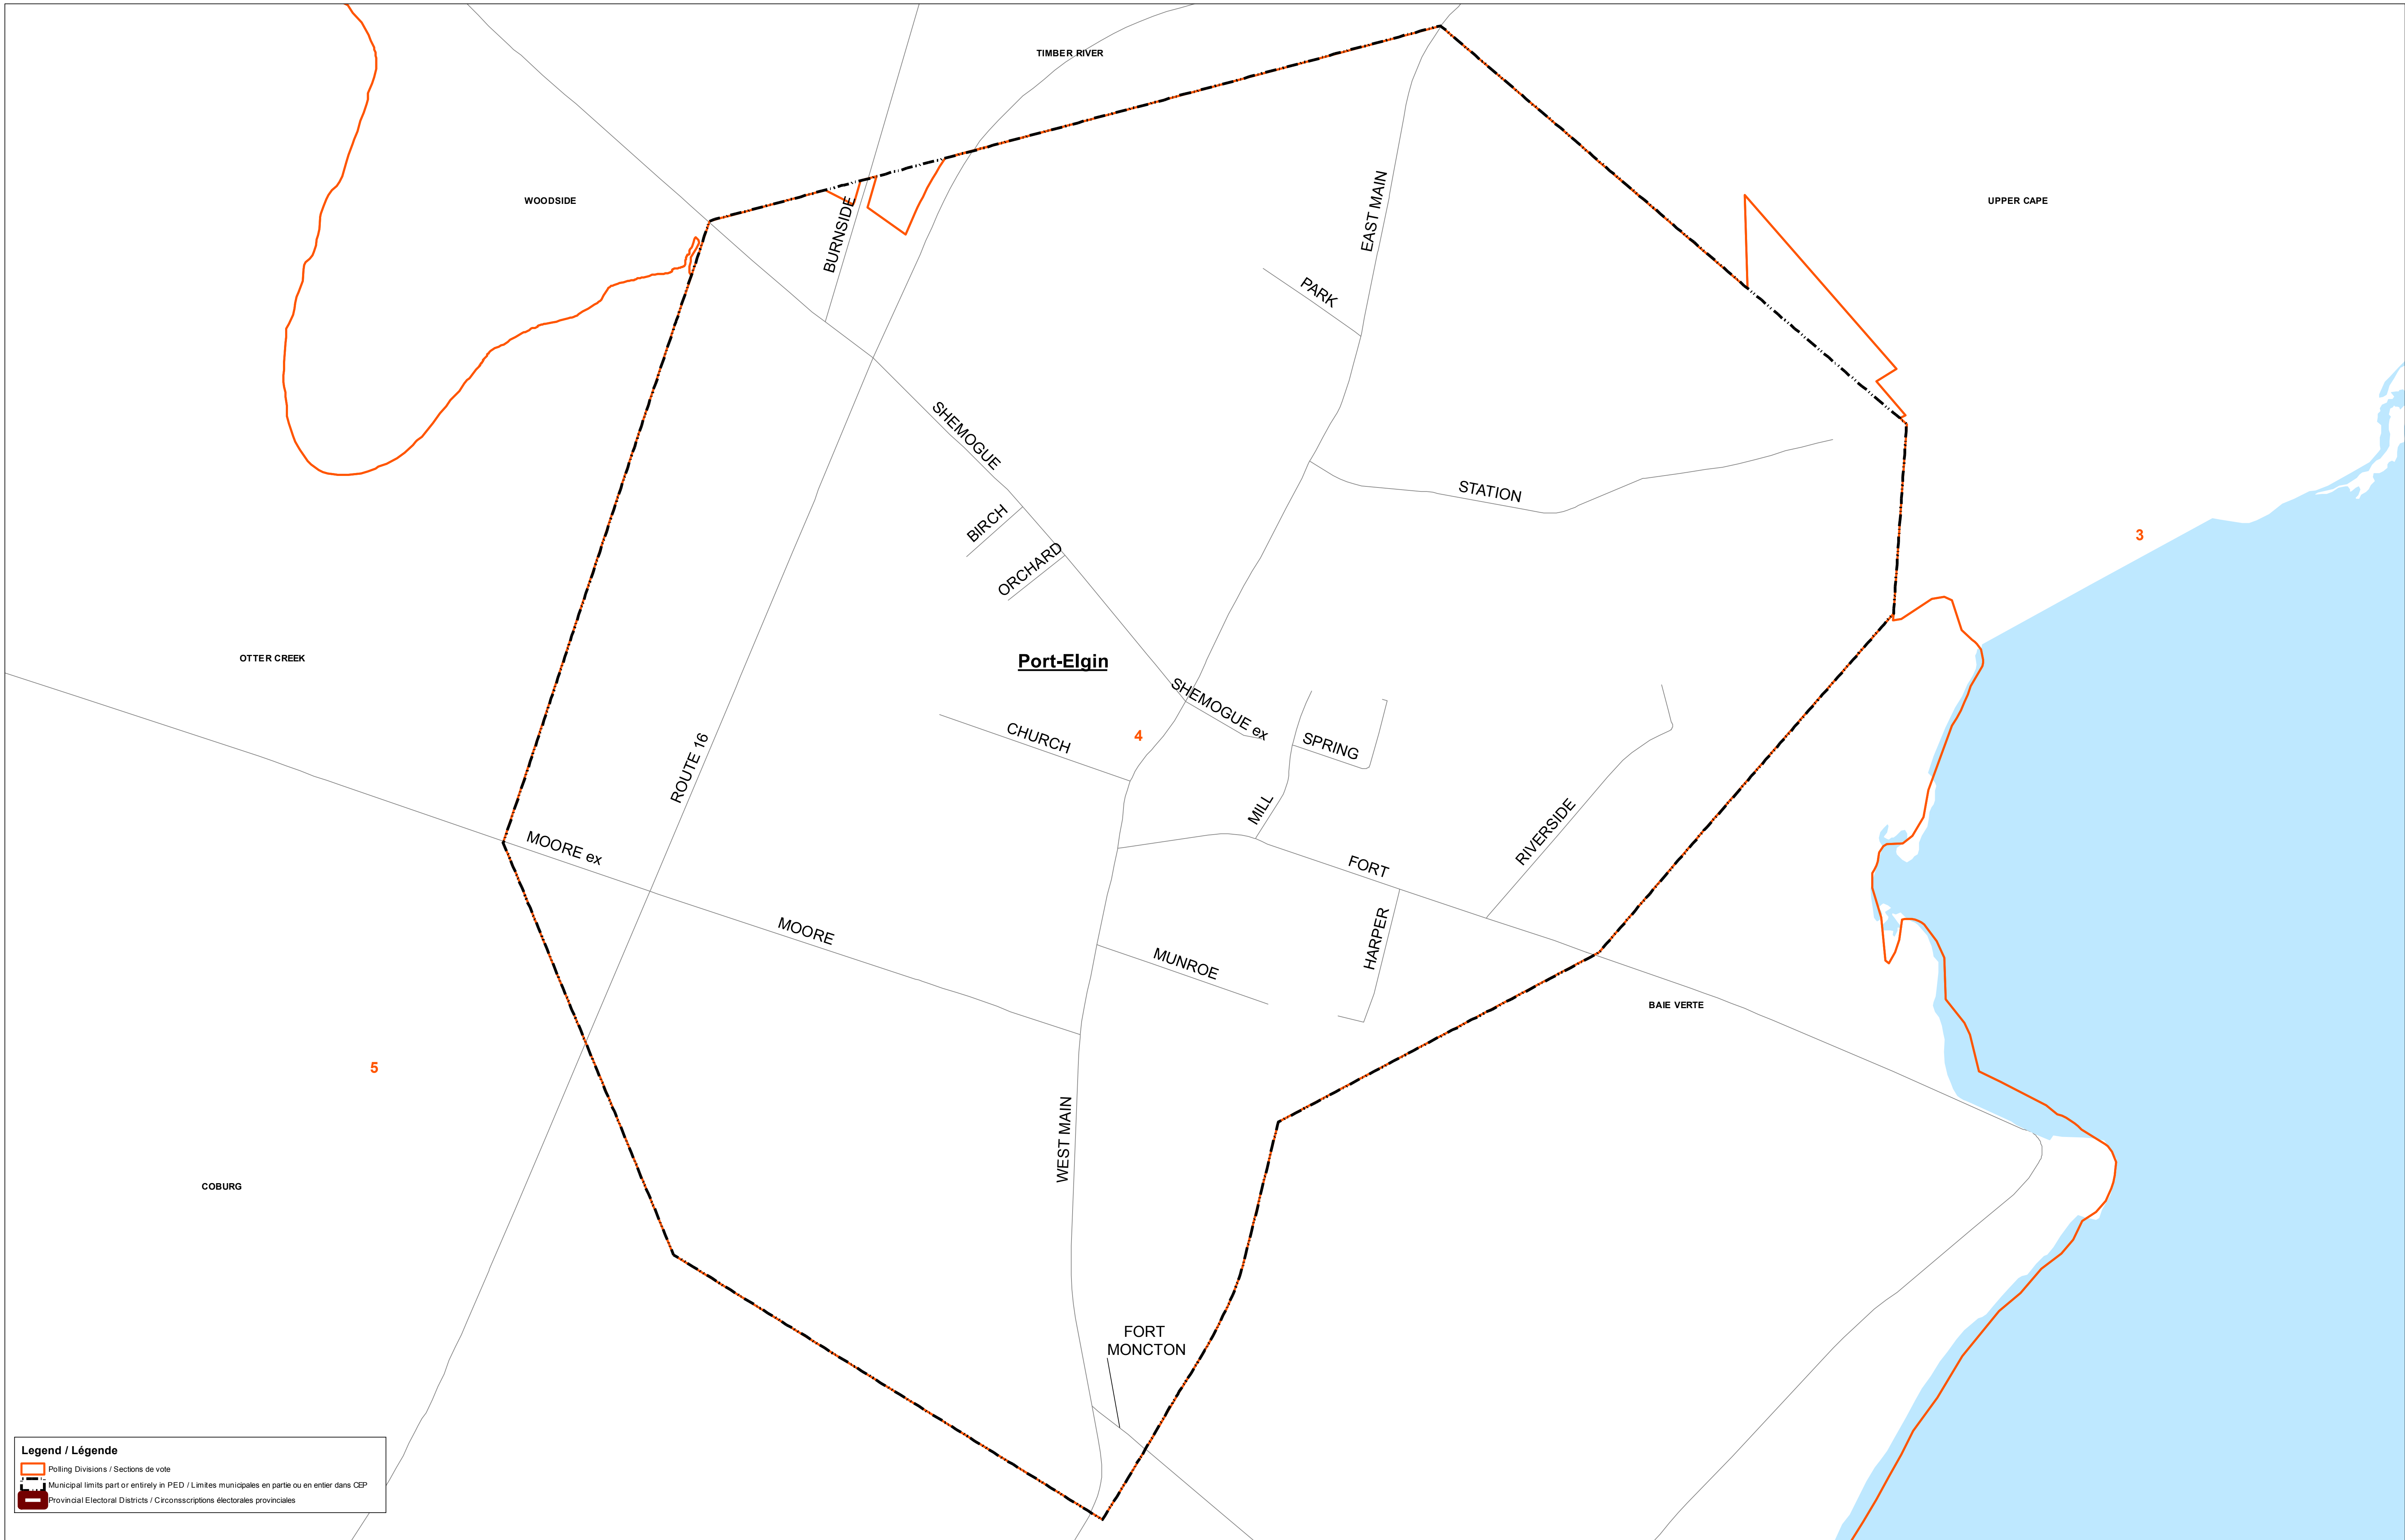 TIMBER RIVER
WOODSIDE
UPPER CAPE
BURNSIDE
EAST MAIN
PARK
SHEMOGUE
STATION
BIRCH
ORCHARD
3
OTTER CREEK
Port-Elgin
SHEMOGUE ex
CHURCH
4
SPRING
ROUTE 16
MILL
RIVERSIDE
MOORE ex
FORT
MOORE
HARPER
MUNROE
BAIE VERTE
5
WEST MAIN
COBURG
FORT
MONCTON
Legend / Légende
Polling Divisions / Sections de vote
Municipal limits part or entirely in PED / Limites municipales en partie ou en entier dans CEP
Provincial Electoral Districts / Circonsscriptions électorales provinciales